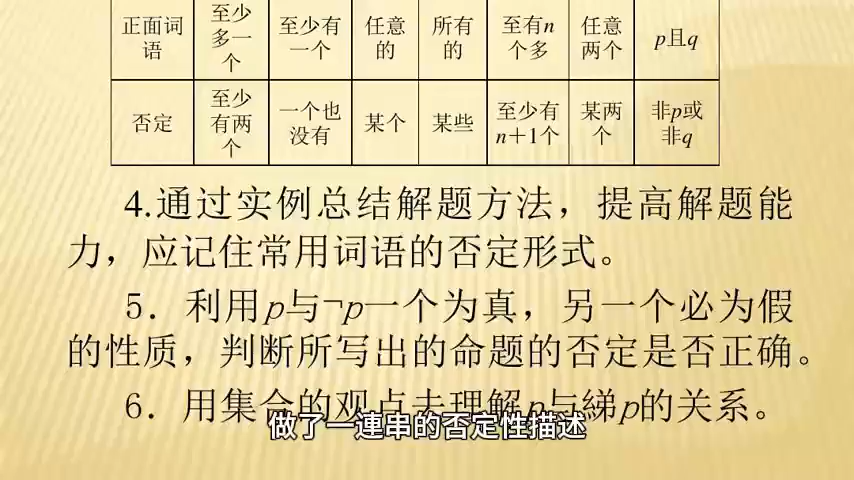 正面词语 至少多一个 至少有一个 任意的 所有的 至有n个多 任意两个 p且q
否定 至少有两个 一个也没有 某个 某些 至少有n+1个 某两个 非p或非q
4.通过实例总结解题方法，提高解题能
力，应记住常用词语的否定形式。
5．利用p与¬p一个为真，另一个必为假
的性质，判断所写出的命题的否定是否正确。
6．用集合的观点去理解p与綈p的关系。
做了一連串的否定性描述